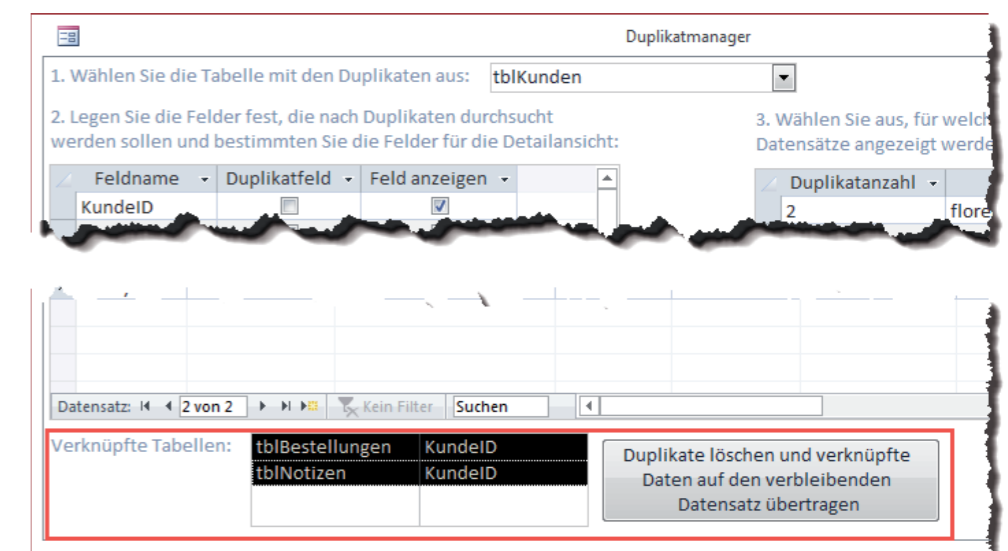 Duplikatmanager
1. Wählen Sie die Tabelle mit den Duplikaten aus: tblKunden
2. Legen Sie die Felder fest, die nach Duplikaten durchsucht
werden sollen und bestimmten Sie die Felder für die Detailansicht:
3. Wählen Sie aus, für welch
Datensätze angezeigt werde
Feldname Duplikatfeld Feld anzeigen
KundeID
Duplikatanzahl
2 flore
Datensatz: 2 von 2 Kein Filter Suchen
Verknüpfte Tabellen:
tblBestellungen KundeID
tblNotizen KundeID
Duplikate löschen und verknüpfte
Daten auf den verbleibenden
Datensatz übertragen